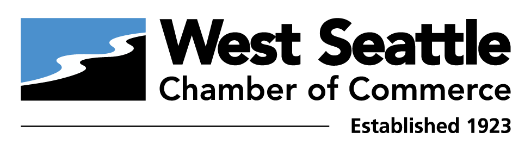 West Seattle
Chamber of Commerce
Established 1923